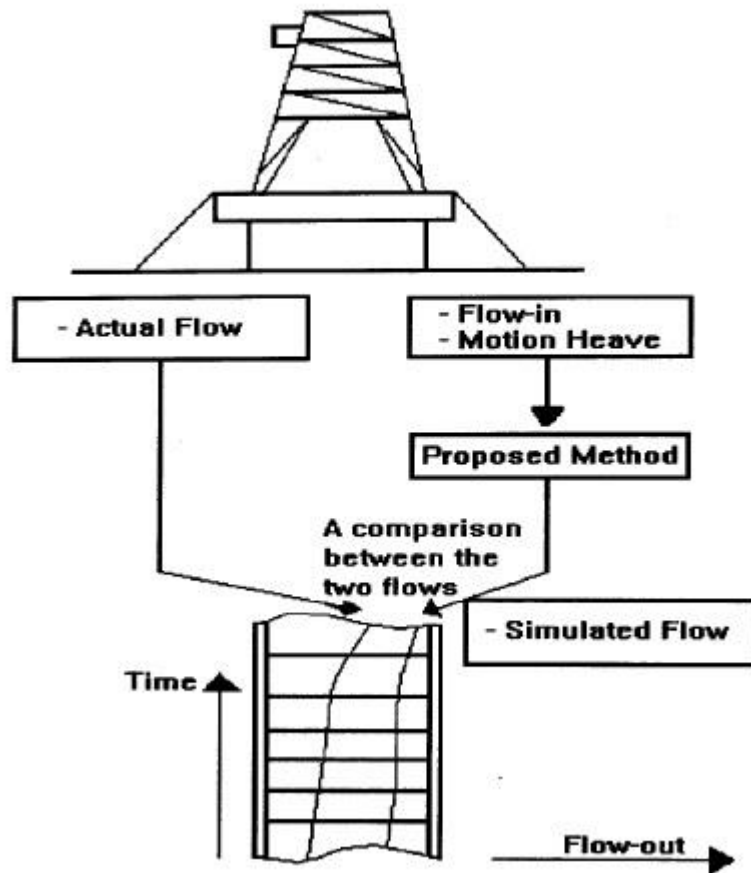 - Actual Flow
- Flow-in
- Motion Heave
Proposed Method
A comparison
between the
two flows
- Simulated Flow
Time
Flow-out